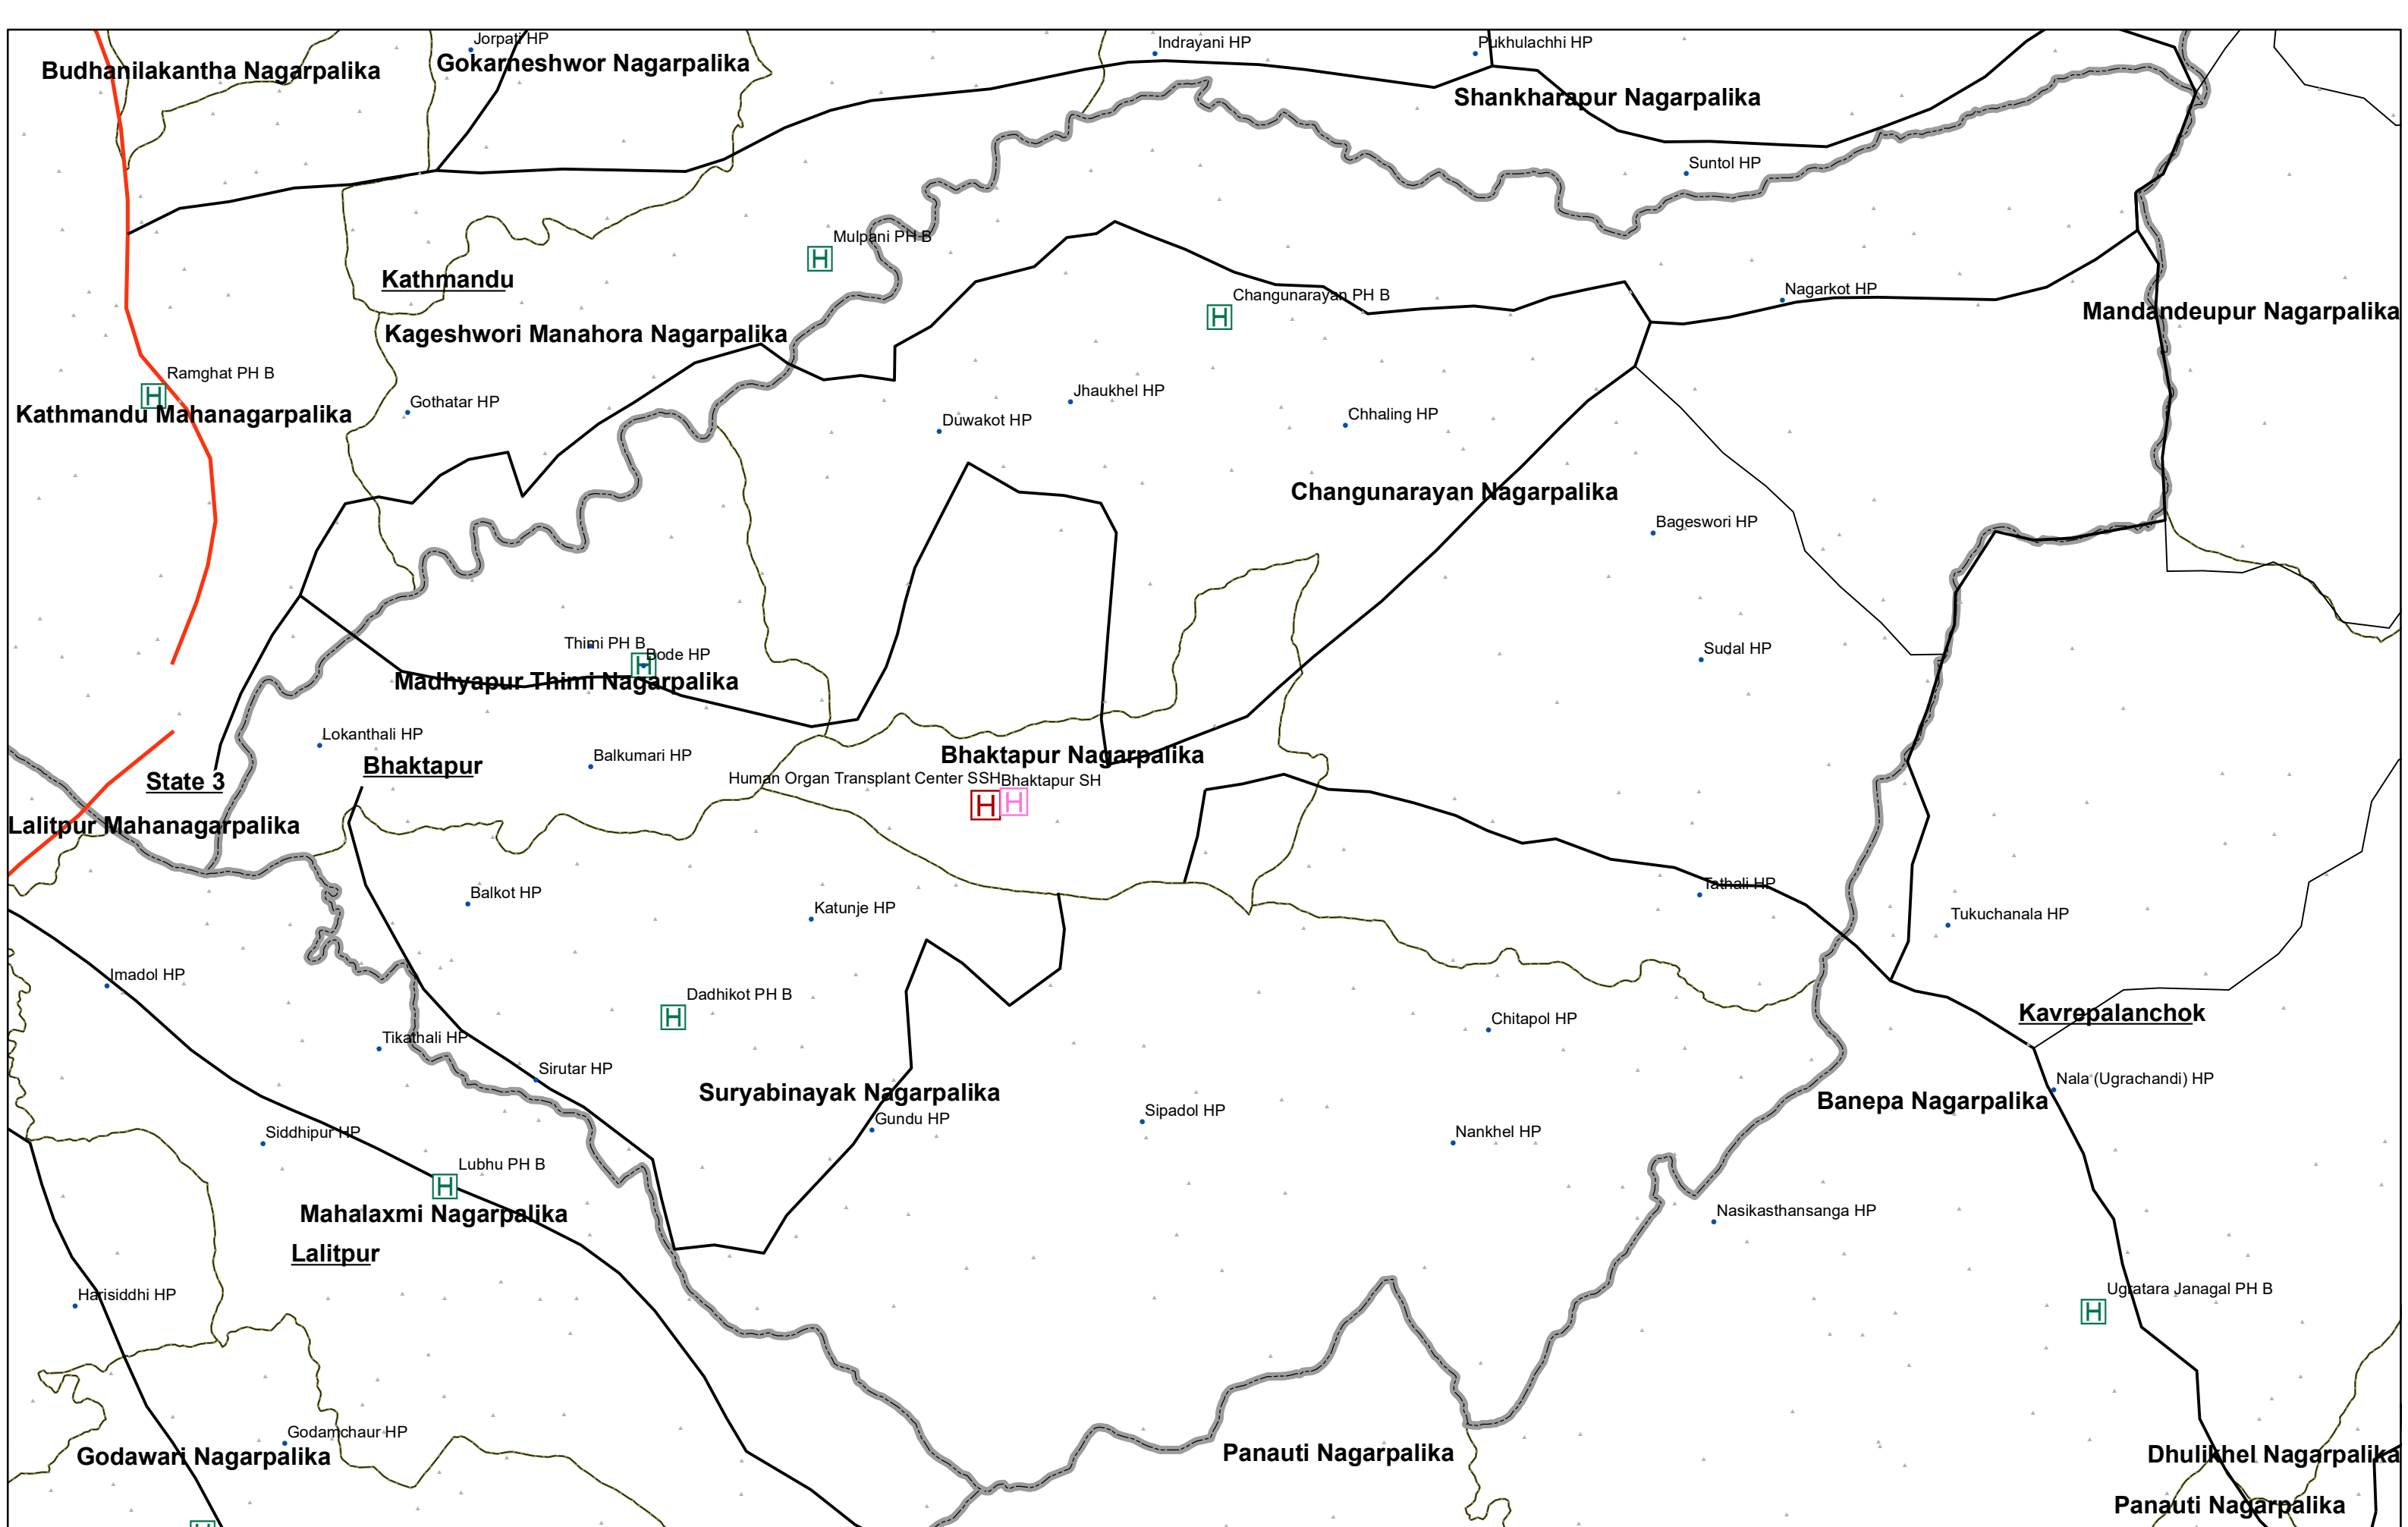 Jorpati HP
Indrayani HP
Pukhulachhi HP
Budhanilakantha Nagarpalika
Gokarneshwor Nagarpalika
Shankharapur Nagarpalika
Suntol HP
Mulpani PH B
Kathmandu
Changunarayan PH B
Nagarkot HP
Mandandeupur Nagarpalika
Kageshwori Manahora Nagarpalika
Ramghat PH B
Kathmandu Mahanagarpalika
Gothatar HP
Jhaukhel HP
Duwakot HP
Chhaling HP
Changunarayan Nagarpalika
Bageswori HP
Thimi PH B
Bode HP
Sudal HP
Madhyapur Thimi Nagarpalika
Lokanthali HP
Balkumari HP
Bhaktapur Nagarpalika
Bhaktapur
State 3
Human Organ Transplant Center SSH
Bhaktapur SH
H
H
Lalitpur Mahanagarpalika
Balkot HP
Katunje HP
Tathali HP
Tukuchanala HP
Imadol HP
Dadhikot PH B
Kavrepalanchok
Chitapol HP
Tikathali HP
Sirutar HP
Nala (Ugrachandi) HP
Suryabinayak Nagarpalika
Banepa Nagarpalika
Gundu HP
Sipadol HP
Nankhel HP
Siddhipur HP
Lubhu PH B
Mahalaxmi Nagarpalika
Nasikasthansanga HP
Lalitpur
Harisiddhi HP
Ugratara Janagal PH B
Godamchaur HP
Godawari Nagarpalika
Panauti Nagarpalika
Dhulikhel Nagarpalika
Panauti Nagarpalika